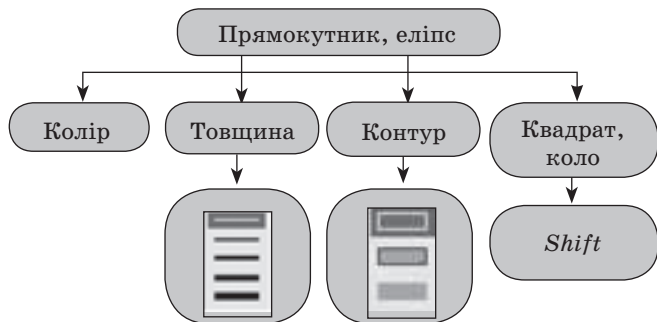 Прямокутник, еліпс
Колір
Товщина
Контур
Квадрат,
коло
Shift